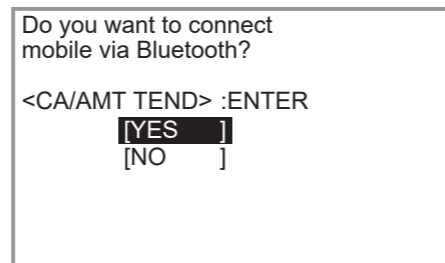 Do you want to connect
mobile via Bluetooth?
<CA/AMT TEND> :ENTER
[YES ]
[NO ]